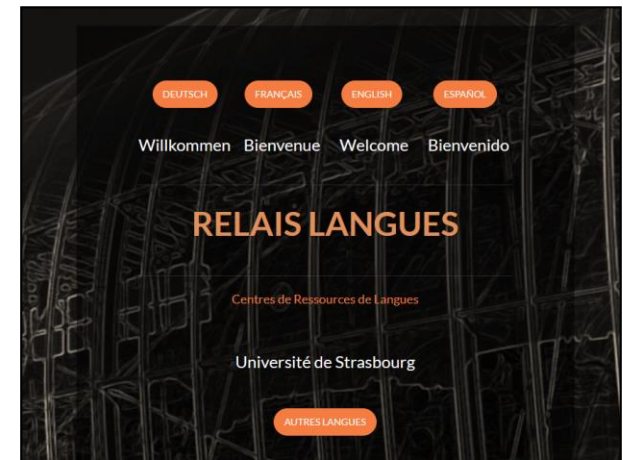 DEUTSCH FRANÇAIS ENGLISH ESPAÑOL
Willkommen Bienvenue Welcome Bienvenido
RELAIS LANGUES
Centres de Ressources de Langues
Université de Strasbourg
AUTRES LANGUES